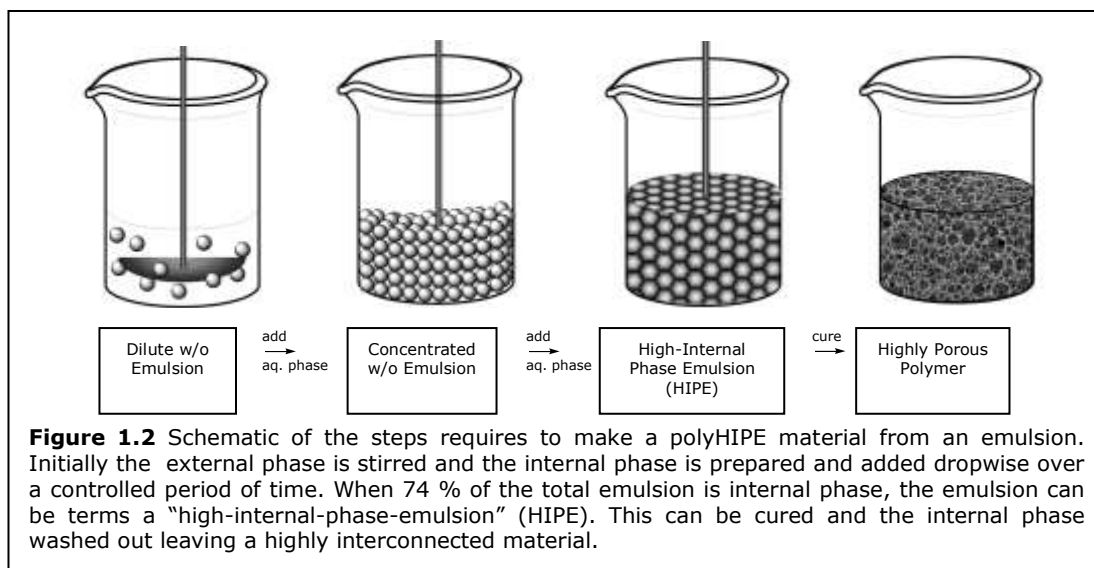 Dilute w/o
Emulsion
add
aq. phase
Concentrated
w/o Emulsion
add
aq. phase
High-Internal
Phase Emulsion
(HIPE)
cure
Highly Porous
Polymer
Figure 1.2 Schematic of the steps requires to make a polyHIPE material from an emulsion.
Initially the external phase is stirred and the internal phase is prepared and added dropwise over
a controlled period of time. When 74 % of the total emulsion is internal phase, the emulsion can
be terms a “high-internal-phase-emulsion” (HIPE). This can be cured and the internal phase
washed out leaving a highly interconnected material.